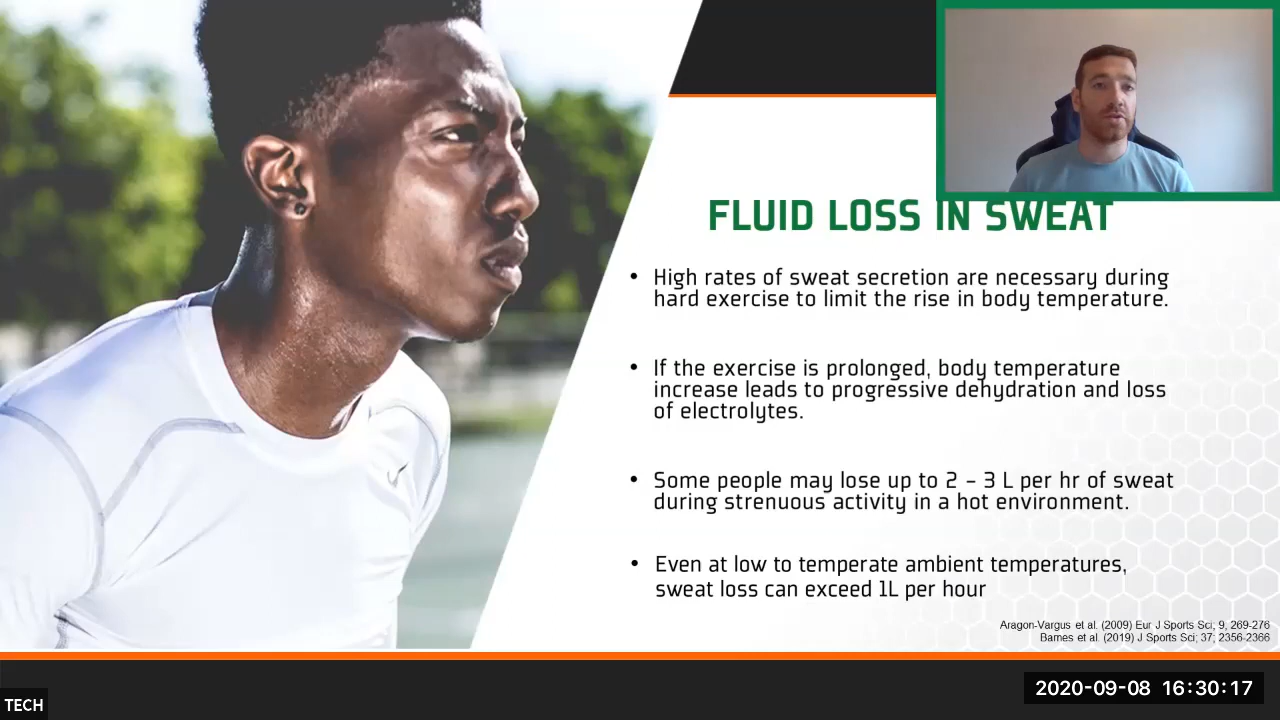 FLUID LOSS IN SWEAT
• High rates of sweat secretion are necessary during
hard exercise to limit the rise in body temperature.
• If the exercise is prolonged, body temperature
increase leads to progressive dehydration and loss
of electrolytes.
• Some people may lose up to 2 – 3 L per hr of sweat
during strenuous activity in a hot environment.
• Even at low to temperate ambient temperatures,
sweat loss can exceed 1L per hour
Aragon-Vargus et al. (2009) Eur J Sports Sci; 9, 269-276
Barnes et al. (2019) J Sports Sci; 37; 2356-2366
2020-09-08 16:30:17
TECH